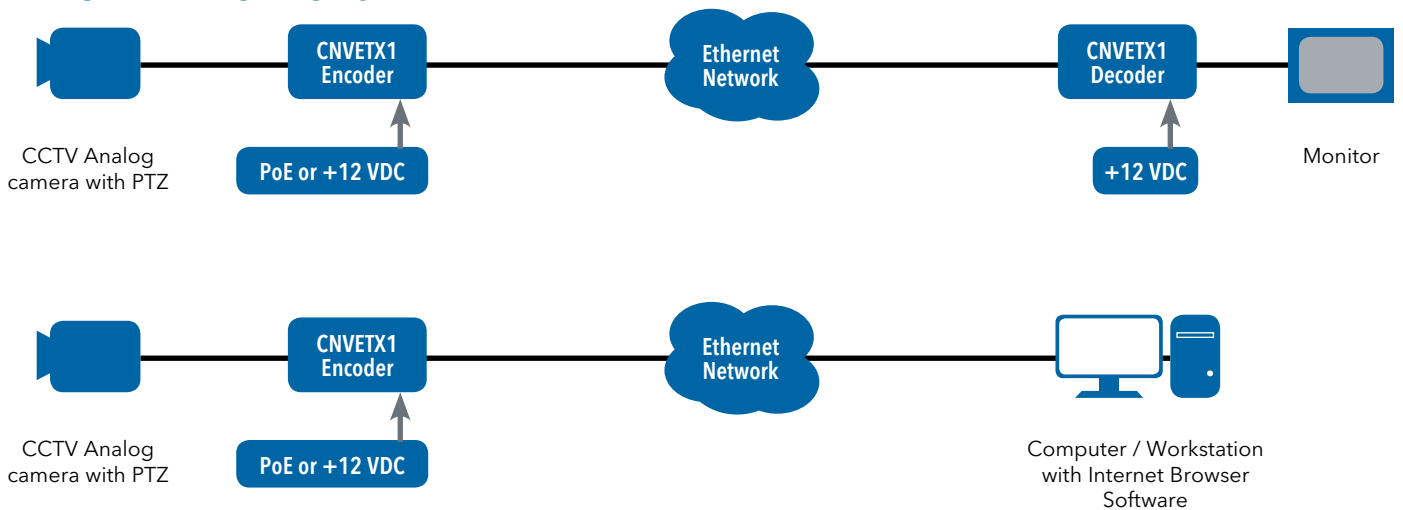 CNVETX1
Encoder
Ethernet
Network
CNVETX1
Decoder
PoE or +12 VDC
+12 VDC
CCTV Analog
camera with PTZ
Monitor
CNVETX1
Encoder
Ethernet
Network
PoE or +12 VDC
CCTV Analog
camera with PTZ
Computer / Workstation
with Internet Browser
Software